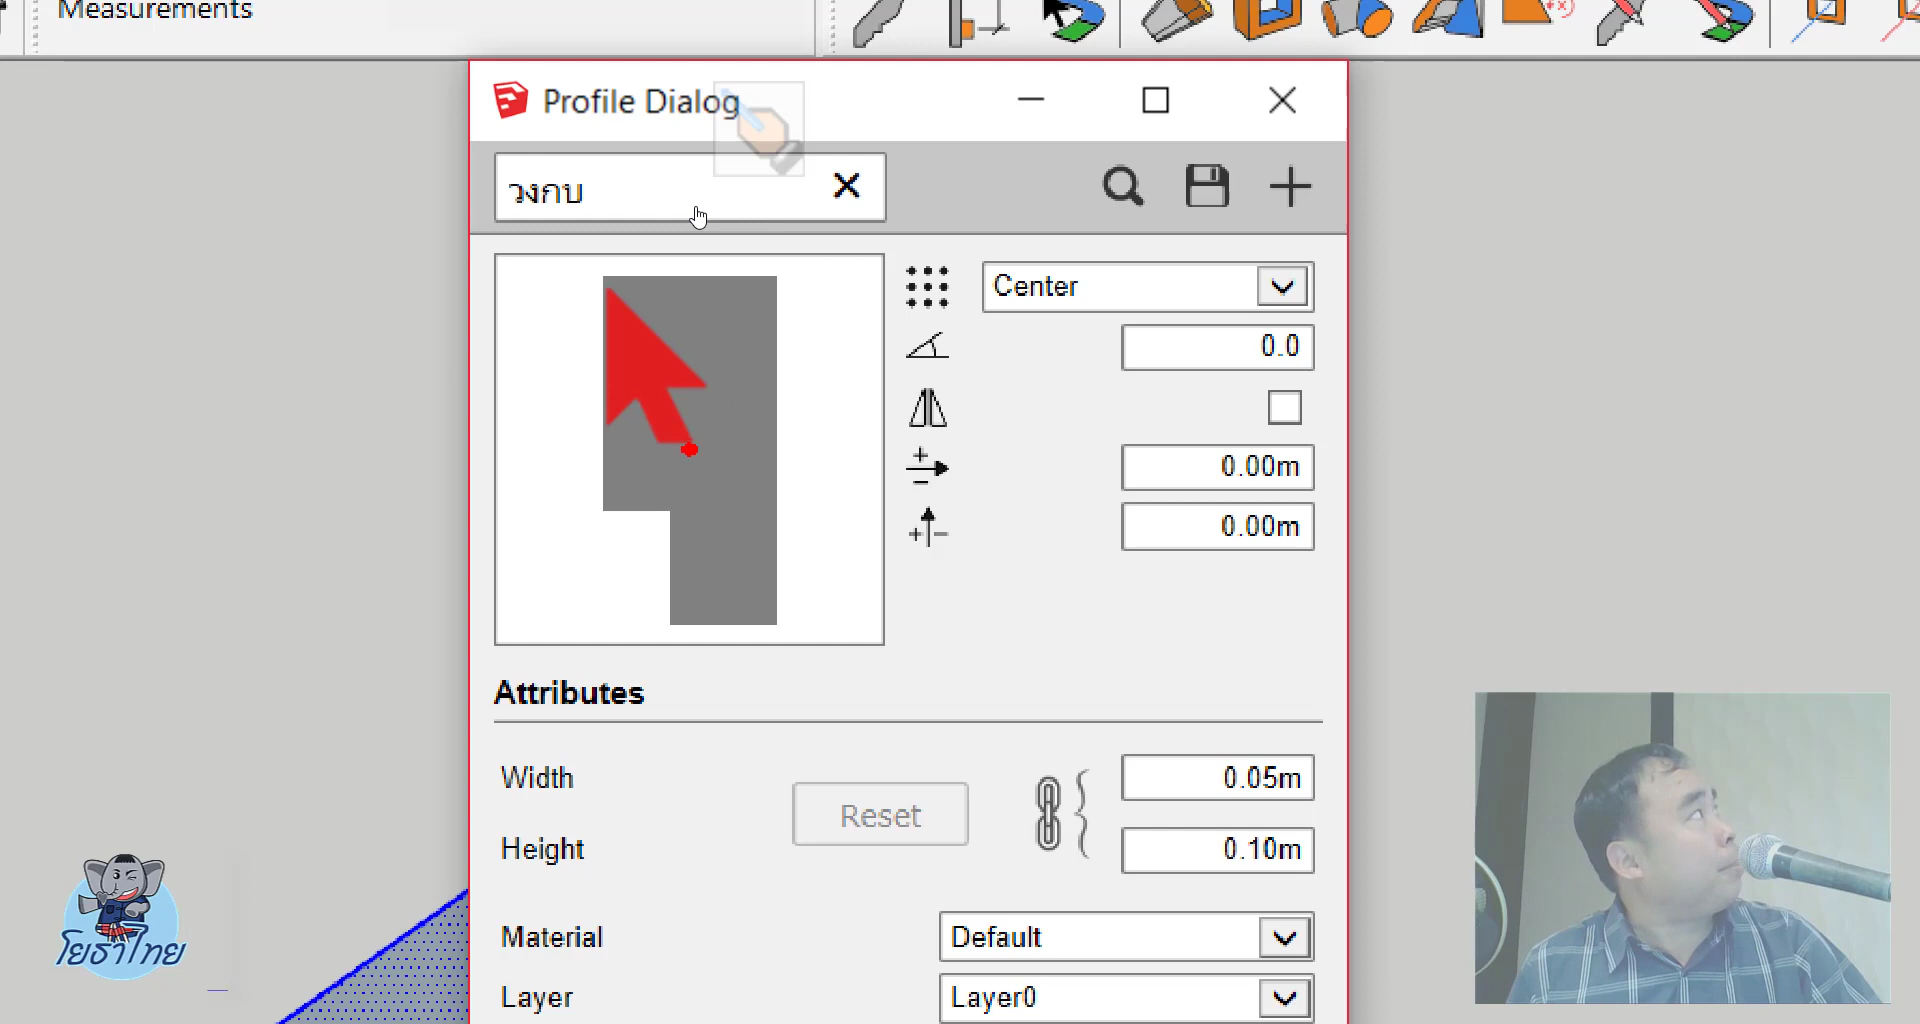 Measurements
Profile Dialog
วงกบ
Center
0.0
0.00m
0.00m
Attributes
Width
0.05m
Reset
Height
0.10m
Material
Default
Layer
Layer0
โยธาไทย